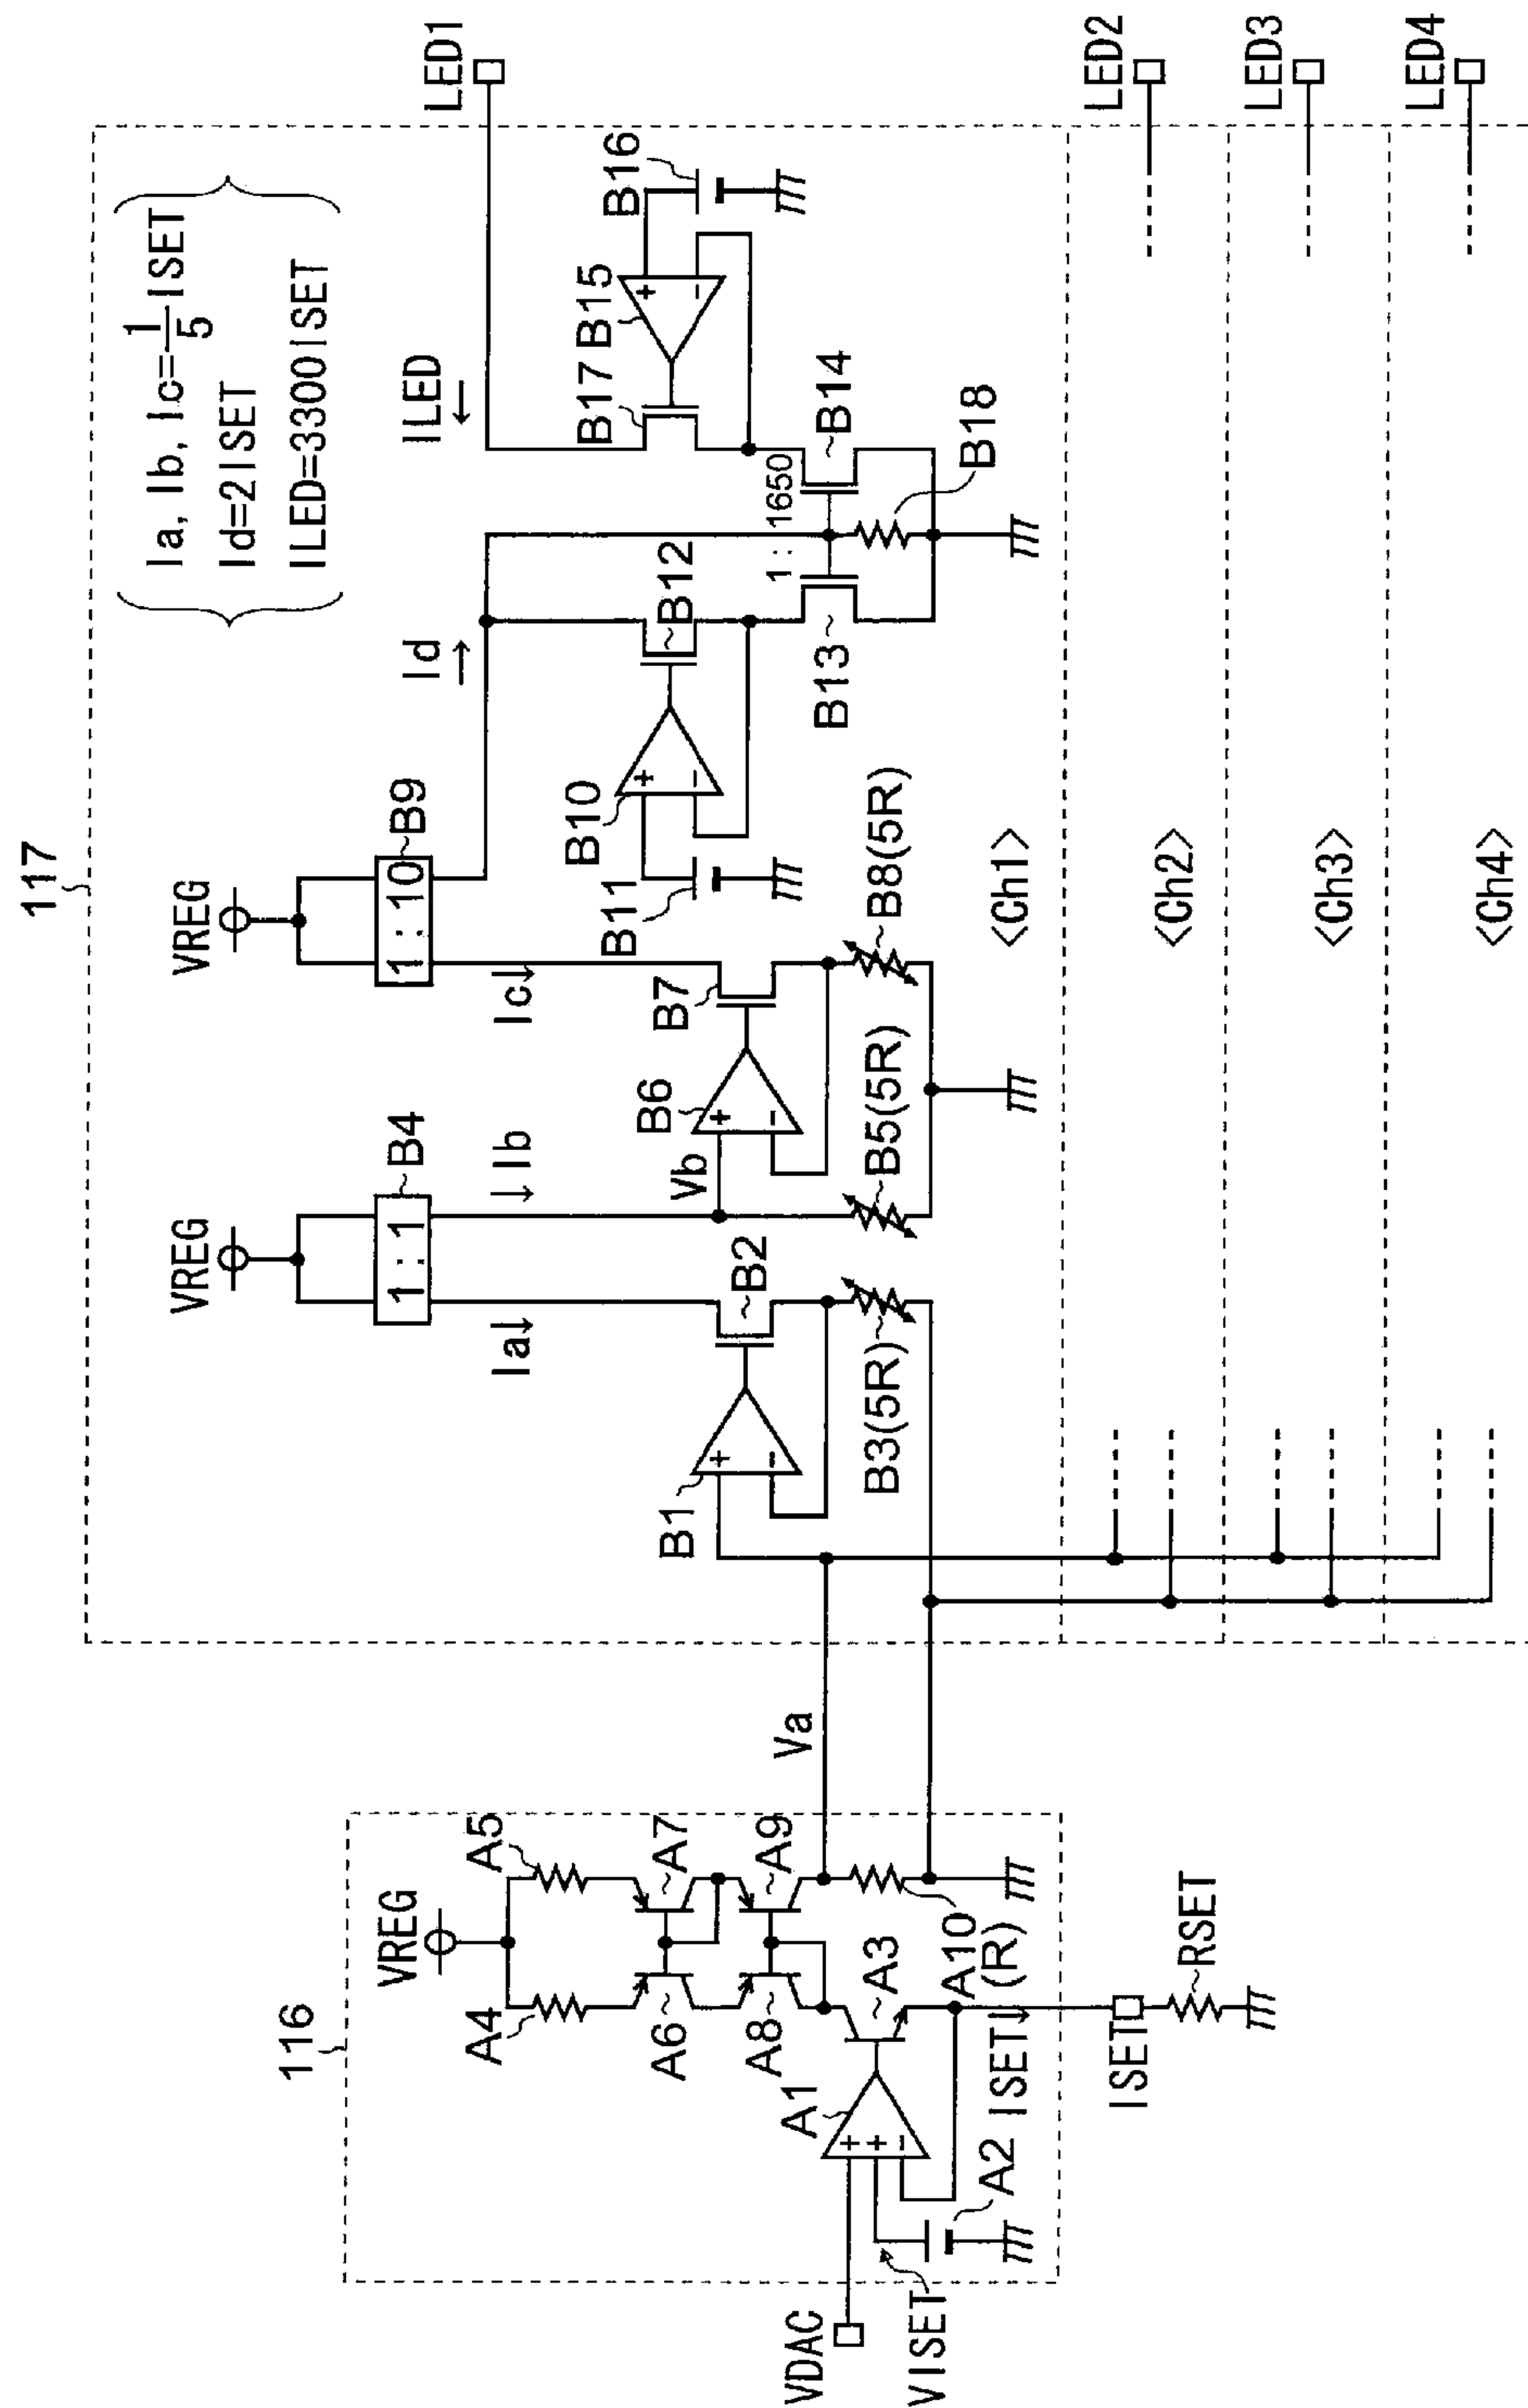 117
VREG
VREG
1 : 1
B4
1 : 10
B9
Ia↓
↓Ib
Ic↓
Id
→
ILED
←
Ia, Ib, Ic=1/5 ISET
Id=2ISET
ILED=3300ISET
LED1
B1
B2
B3(5R)
Vb
B5(5R)
B6
B7
B8(5R)
B10
B11
B12
B13
1 : 1650
B14
B15
B16
B17
B18
+
−
+
−
+
−
+
−
<Ch1>
<Ch2>
<Ch3>
<Ch4>
LED2
LED3
LED4
116
VREG
A4
A5
A6
A7
A8
A9
Va
A1
+
+
−
A3
A10
(R)
A2
ISET↓
VDAC
VISET
ISET
RSET